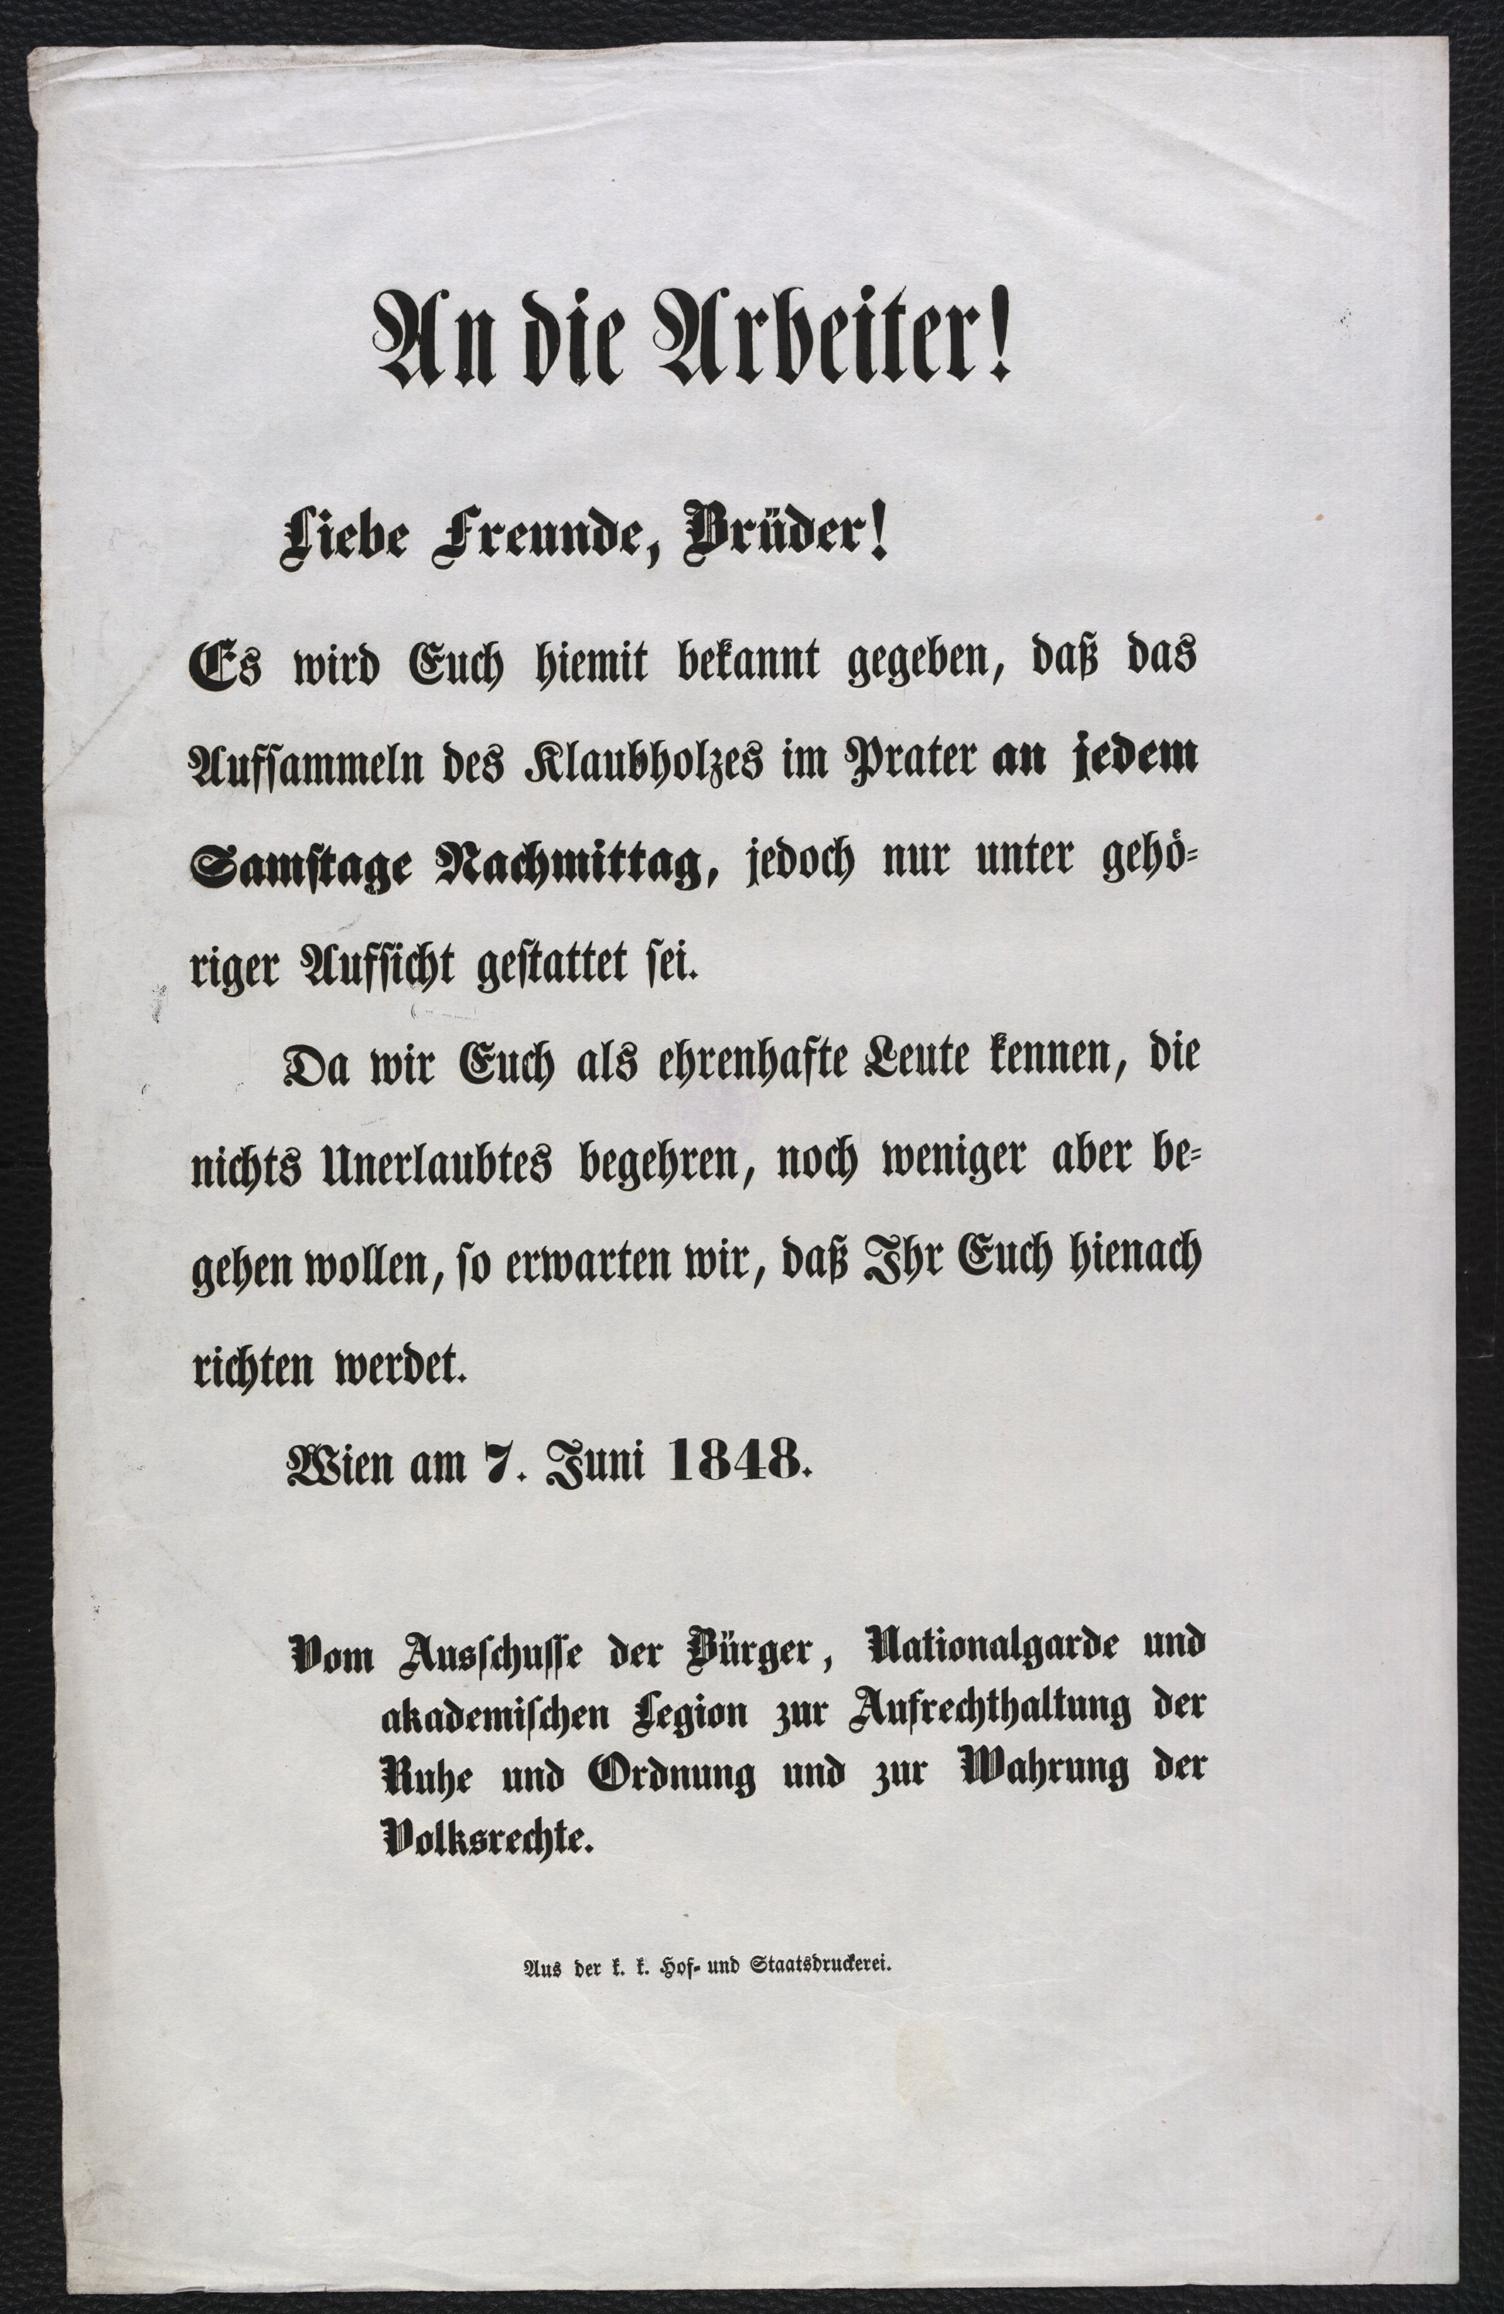 An die Arbeiter!
Liebe Freunde, Brüder!
Es wird Euch hiemit bekannt gegeben, daß das
Aufsammeln des Klaubholzes im Prater an jedem
Samstage Nachmittag, jedoch nur unter gehö-
riger Aufsicht gestattet sei.
Da wir Euch als ehrenhafte Leute kennen, die
nichts Unerlaubtes begehren, noch weniger aber be-
gehen wollen, so erwarten wir, daß Ihr Euch hienach
richten werdet.
Wien am 7. Juni 1848.
Vom Ausschusse der Bürger, Nationalgarde und
akademischen Legion zur Aufrechthaltung der
Ruhe und Ordnung und zur Wahrung der
Volksrechte.
Aus der k. k. Hof- und Staatsdruckerei.